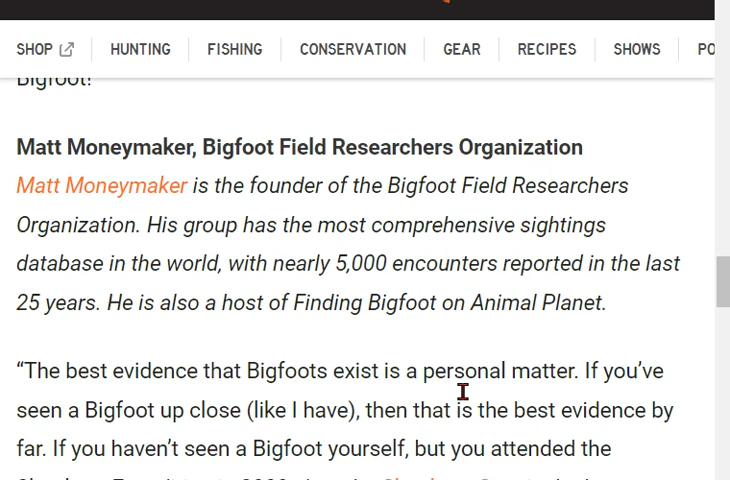 SHOP HUNTING FISHING CONSERVATION GEAR RECIPES SHOWS PO
Bigfoot!
Matt Moneymaker, Bigfoot Field Researchers Organization
Matt Moneymaker is the founder of the Bigfoot Field Researchers
Organization. His group has the most comprehensive sightings
database in the world, with nearly 5,000 encounters reported in the last
25 years. He is also a host of Finding Bigfoot on Animal Planet.
“The best evidence that Bigfoots exist is a personal matter. If you’ve
seen a Bigfoot up close (like I have), then that is the best evidence by
far. If you haven’t seen a Bigfoot yourself, but you attended the